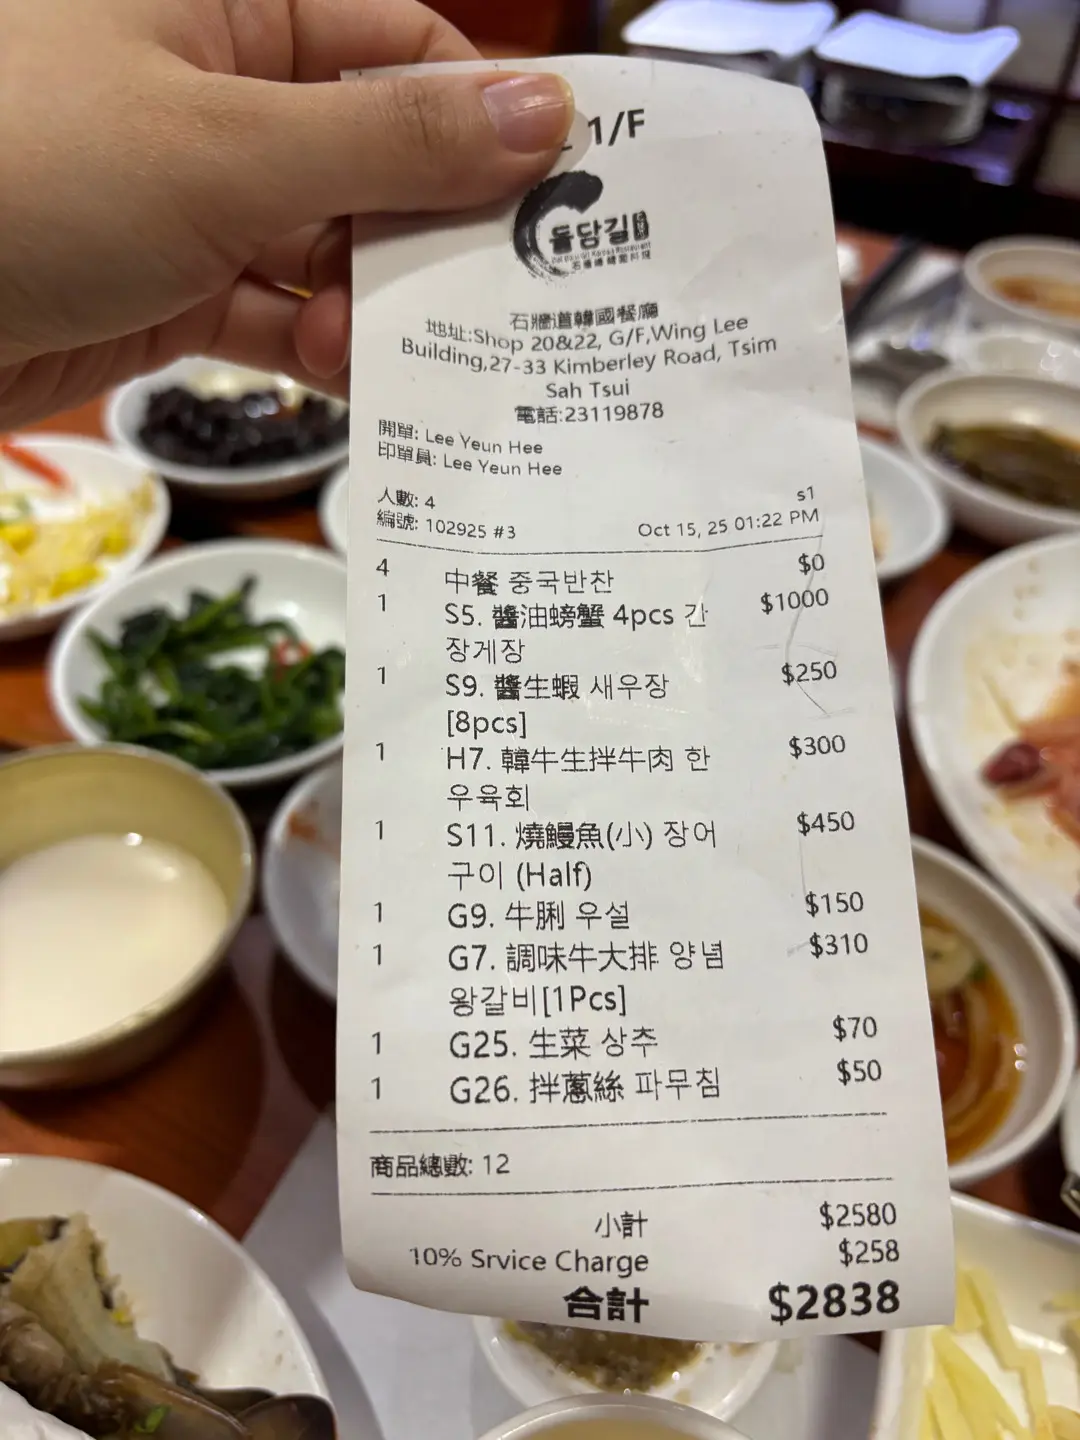 1/F
돌담길
石牆道韓國餐廳
地址:Shop 20&22, G/F,Wing Lee
Building,27-33 Kimberley Road, Tsim
Sah Tsui
電話:23119878
開單: Lee Yeun Hee
印單員: Lee Yeun Hee
人數: 4 s1
編號: 102925 #3 Oct 15, 25 01:22 PM
4 中餐 중국반찬 $0
1 S5. 醬油螃蟹 4pcs 간 $1000
장게장
1 S9. 醬生蝦 새우장 $250
[8pcs]
1 H7. 韓牛生拌牛肉 한 $300
우육회
1 S11. 燒鰻魚(小) 장어 $450
구이 (Half)
1 G9. 牛脷 우설 $150
1 G7. 調味牛大排 양념 $310
왕갈비[1Pcs]
1 G25. 生菜 상추 $70
1 G26. 拌蔥絲 파무침 $50
商品總數: 12
小計 $2580
10% Srvice Charge $258
合計 $2838